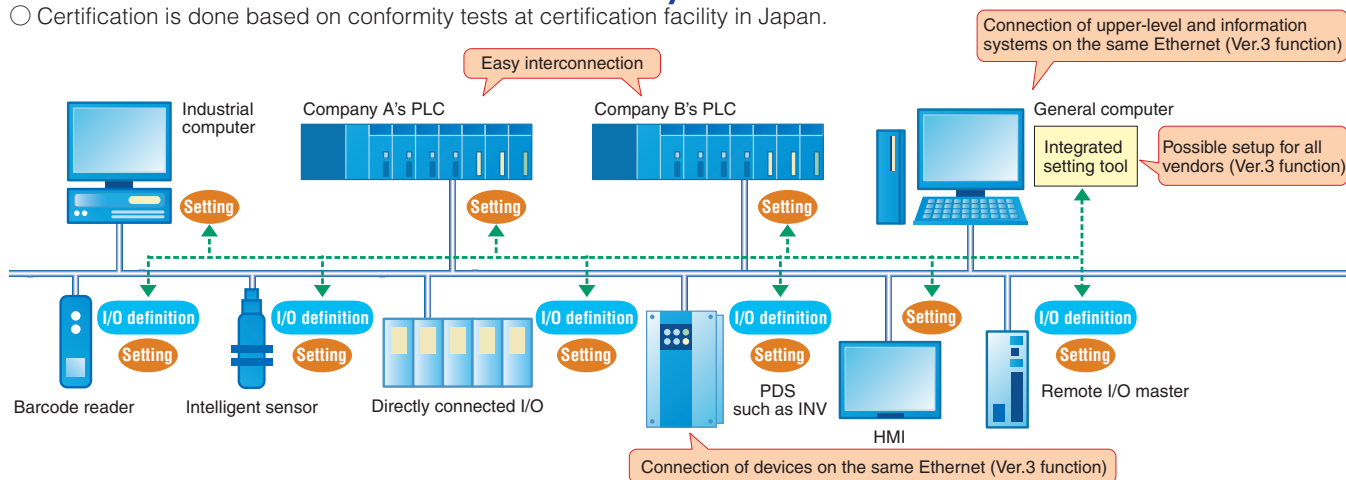 ○ Certification is done based on conformity tests at certification facility in Japan.
Connection of upper-level and information
systems on the same Ethernet (Ver.3 function)
Easy interconnection
Industrial
computer
Company A's PLC
Company B's PLC
General computer
Integrated
setting tool
Possible setup for all
vendors (Ver.3 function)
Setting
Setting
Setting
I/O definition
Setting
I/O definition
Setting
I/O definition
Setting
I/O definition
Setting
Setting
I/O definition
Setting
Barcode reader
Intelligent sensor
Directly connected I/O
PDS
such as INV
HMI
Remote I/O master
Connection of devices on the same Ethernet (Ver.3 function)